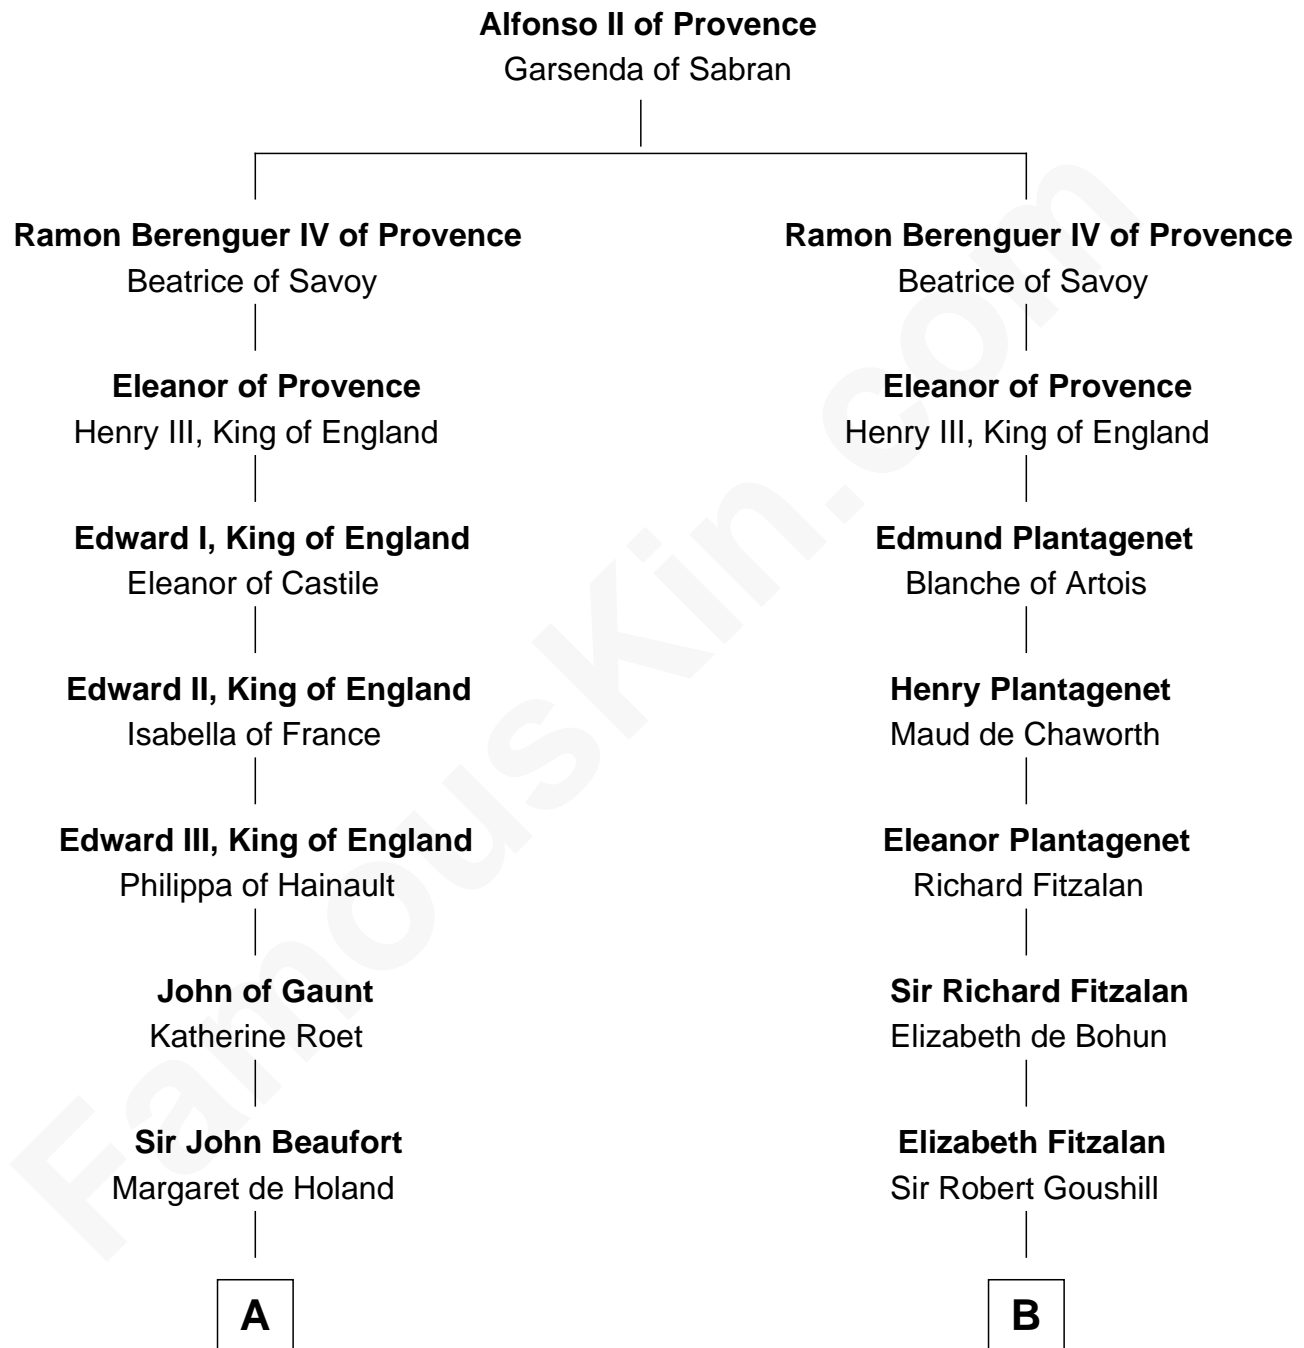 Alfonso II of Provence
Garsenda of Sabran
Ramon Berenguer IV of Provence
Beatrice of Savoy
Eleanor of Provence
Henry III, King of England
Edward I, King of England
Eleanor of Castile
Edward II, King of England
Isabella of France
Edward III, King of England
Philippa of Hainault
John of Gaunt
Katherine Roet
Sir John Beaufort
Margaret de Holand
A
Ramon Berenguer IV of Provence
Beatrice of Savoy
Eleanor of Provence
Henry III, King of England
Edmund Plantagenet
Blanche of Artois
Henry Plantagenet
Maud de Chaworth
Eleanor Plantagenet
Richard Fitzalan
Sir Richard Fitzalan
Elizabeth de Bohun
Elizabeth Fitzalan
Sir Robert Goushill
B
FamousKin.com